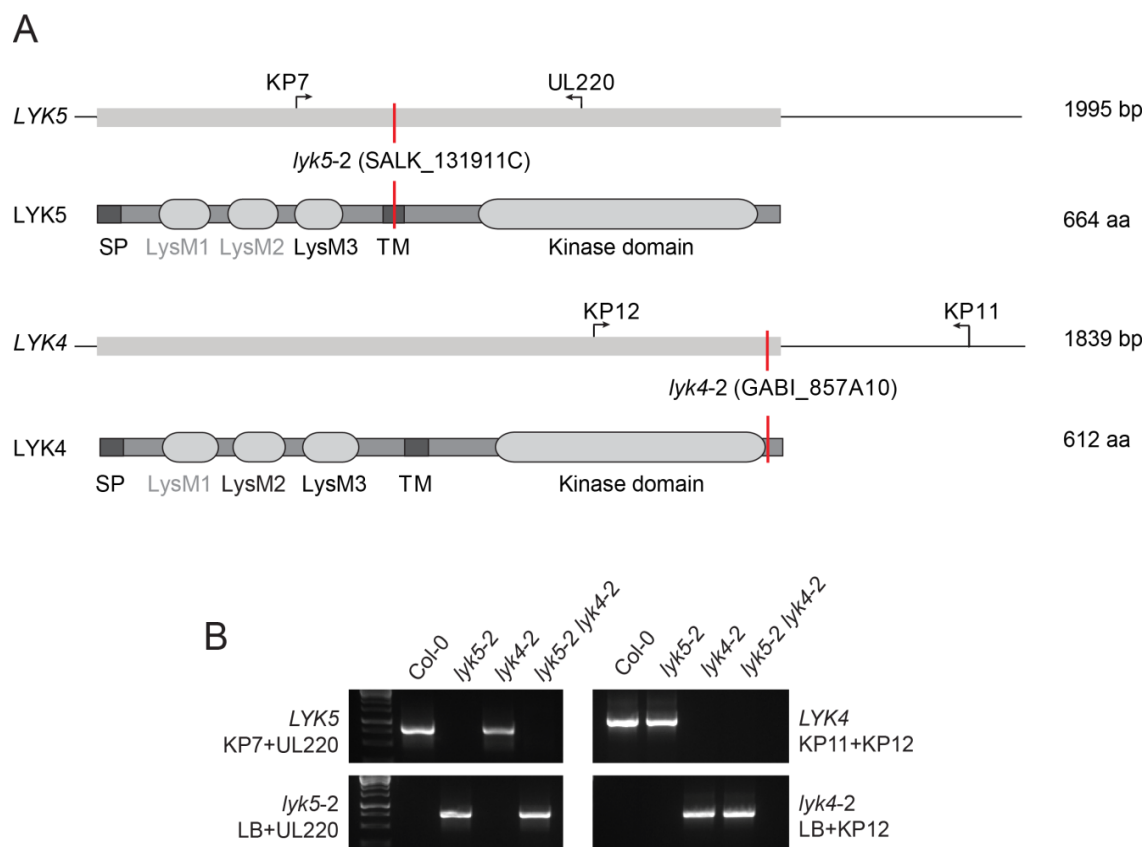 A
KP7 UL220
LYK5 1995 bp
lyk5-2 (SALK_131911C)
LYK5 664 aa
SP LysM1 LysM2 LysM3 TM Kinase domain
KP12 KP11
LYK4 1839 bp
lyk4-2 (GABI_857A10)
LYK4 612 aa
SP LysM1 LysM2 LysM3 TM Kinase domain
B
Col-0 lyk5-2 lyk4-2 lyk5-2 lyk4-2 Col-0 lyk5-2 lyk4-2 lyk5-2 lyk4-2
LYK5 LYK4
KP7+UL220 KP11+KP12
lyk5-2 lyk4-2
LB+UL220 LB+KP12